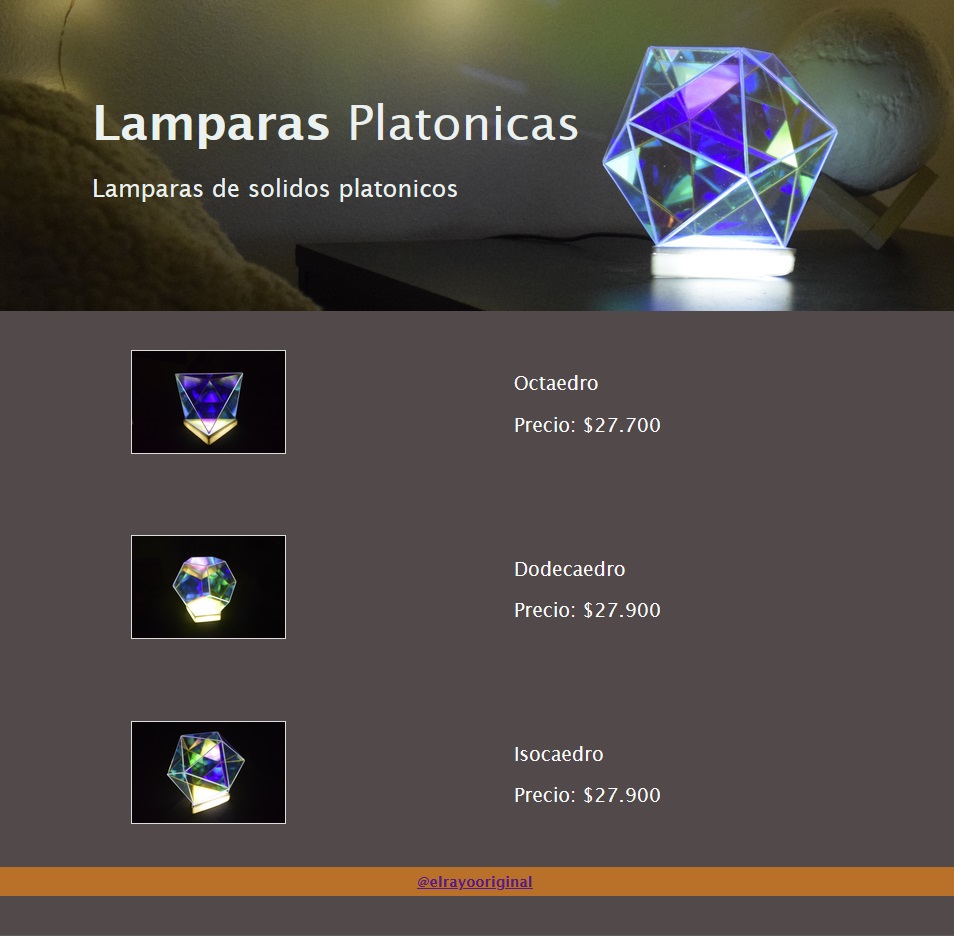 Lamparas Platonicas
Lamparas de solidos platonicos
Octaedro
Precio: $27.700
Dodecaedro
Precio: $27.900
Isocaedro
Precio: $27.900
@elrayooriginal